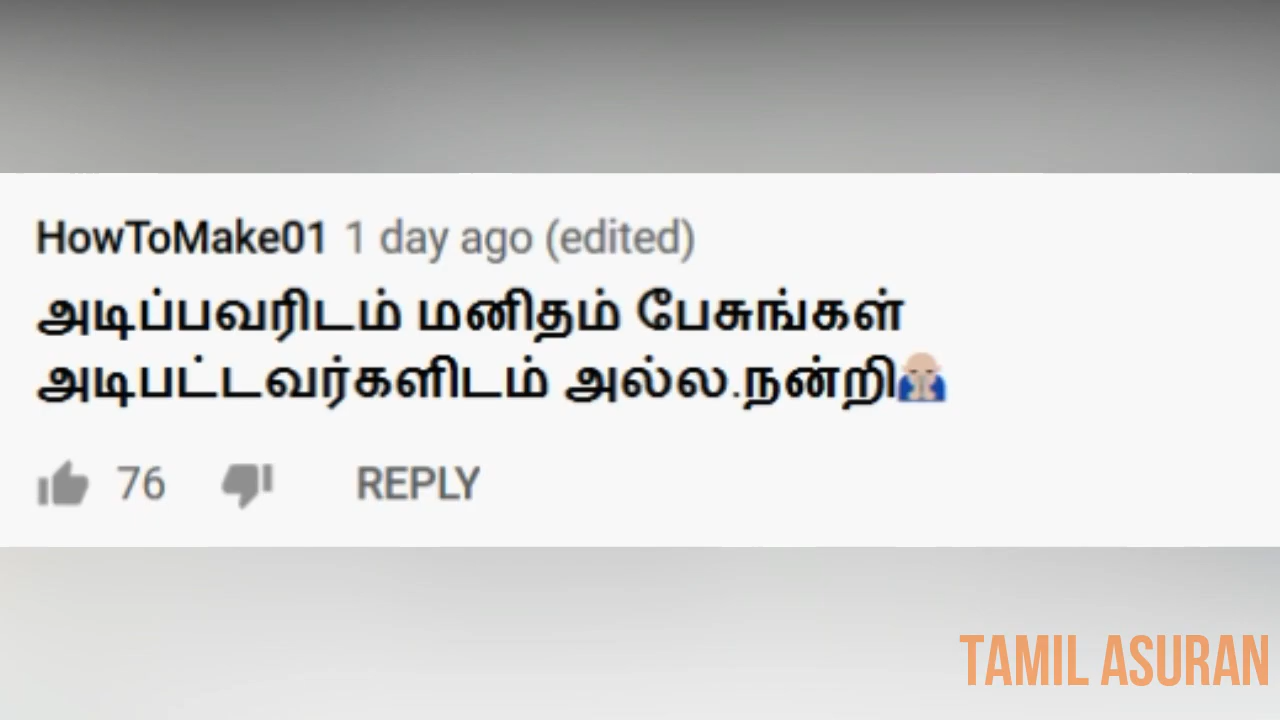 HowToMake01 1 day ago (edited)
அடிப்பவரிடம் மனிதம் பேசுங்கள்
அடிபட்டவர்களிடம் அல்ல.நன்றி🙏
76 REPLY
TAMIL ASURAN